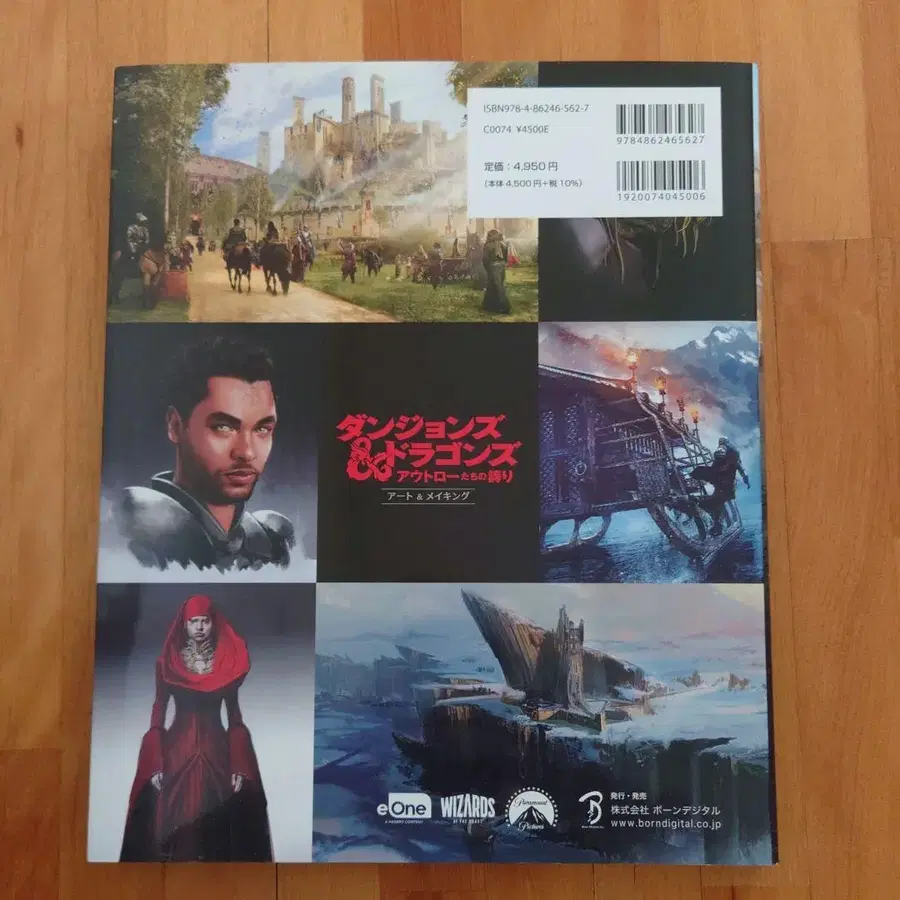 ISBN978-4-86246-562-7
C0074 ¥4500E
9784862465627
定価：4,950円
（本体4,500円＋税10%）
1920074045006
ダンジョンズ
&ドラゴンズ
アウトローたちの誇り
アート & メイキング
eOne
A HASBRO COMPANY
WIZARDS
OF THE COAST
Paramount
Pictures
発行・発売
株式会社 ボーンデジタル
www.borndigital.co.jp